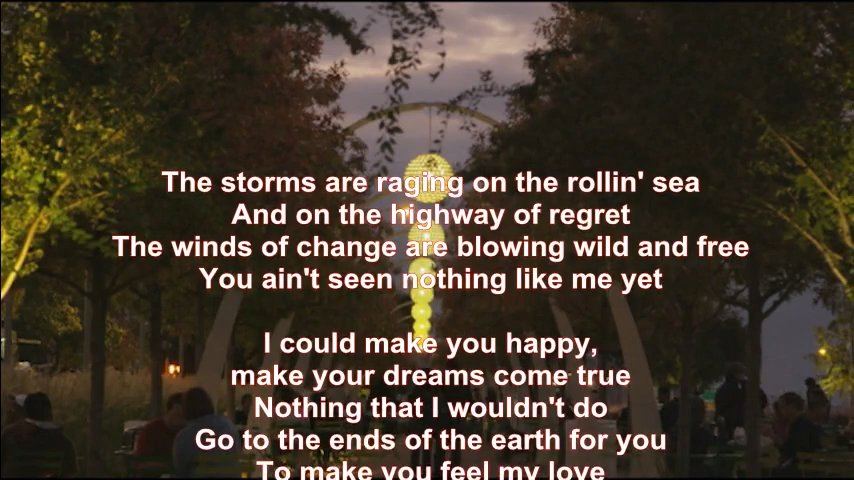 The storms are raging on the rollin' sea
And on the highway of regret
The winds of change are blowing wild and free
You ain't seen nothing like me yet
I could make you happy,
make your dreams come true
Nothing that I wouldn't do
Go to the ends of the earth for you
To make you feel my love